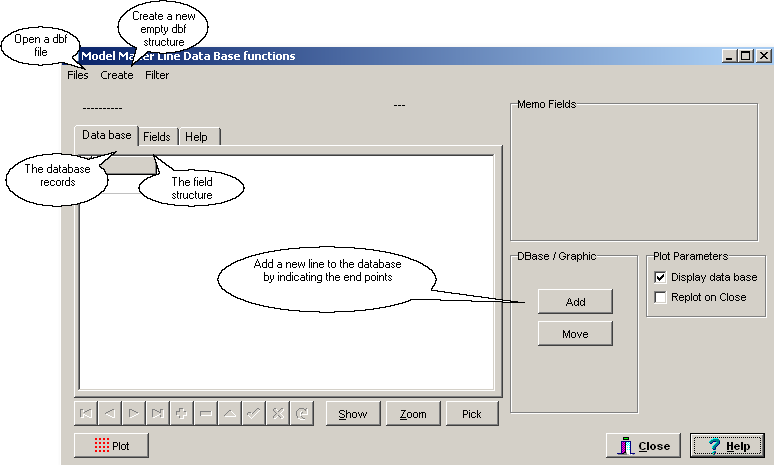 Create a new
empty dbf
structure
Open a dbf
file
Model Master Line Data Base functions
Files Create Filter
---------- ---
Memo Fields
Data base Fields Help
The database
records
The field
structure
Add a new line to the database
by indicating the end points
DBase / Graphic
Plot Parameters
Display data base
Replot on Close
Add
Move
Show Zoom Pick
Plot
Close Help